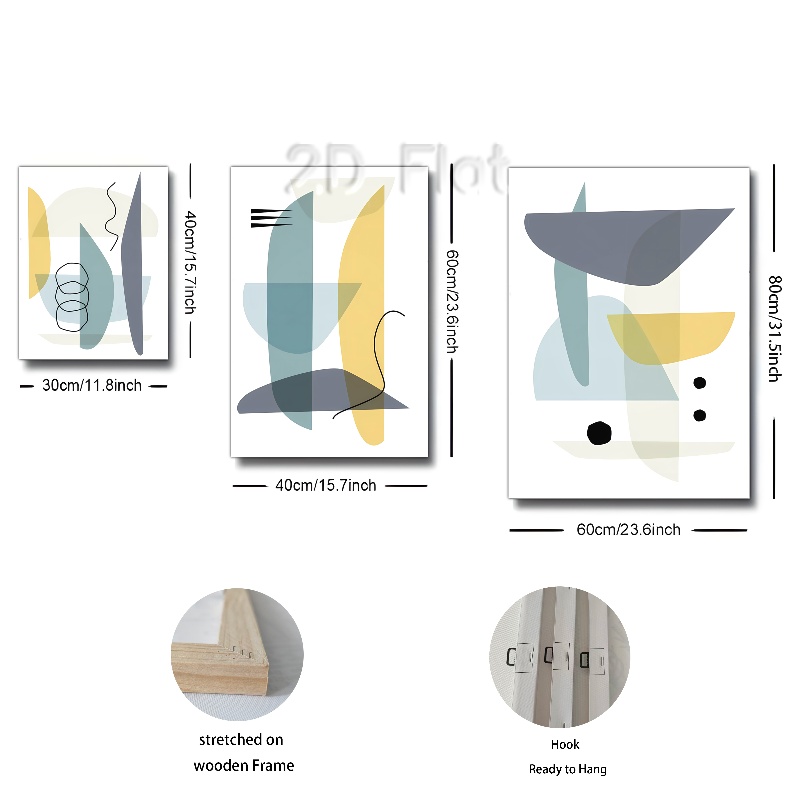 2D Flat
40cm/15.7inch
30cm/11.8inch
60cm/23.6inch
40cm/15.7inch
80cm/31.5inch
60cm/23.6inch
stretched on
wooden Frame
Hook
Ready to Hang